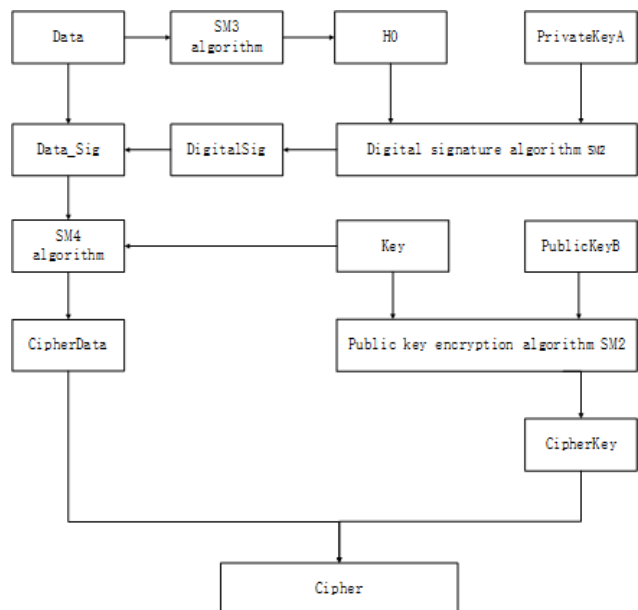 Data
SM3
algorithm
H0
PrivateKeyA
Data_Sig
DigitalSig
Digital signature algorithm SM2
SM4
algorithm
Key
PublicKeyB
CipherData
Public key encryption algorithm SM2
CipherKey
Cipher